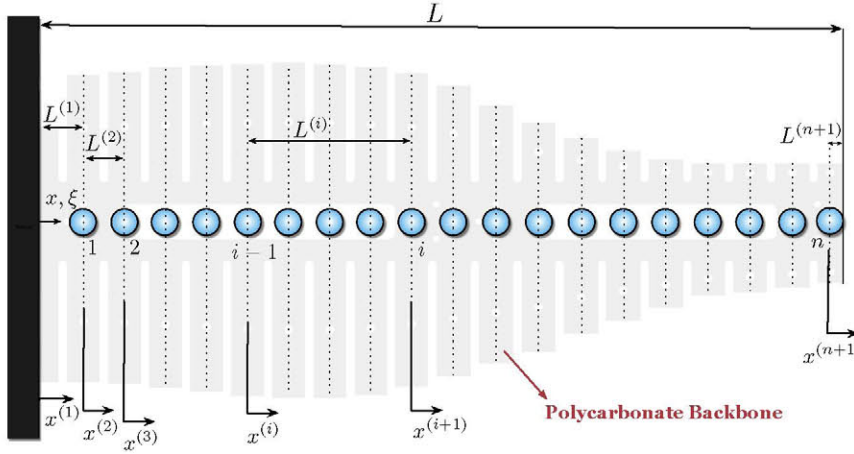 L
L^{(1)}
L^{(2)}
L^{(i)}
L^{(n+1)}
x, ξ
1 2 i − 1 i n
x^{(1)} x^{(2)} x^{(3)} x^{(i)} x^{(i+1)} x^{(n+1
Polycarbonate Backbone